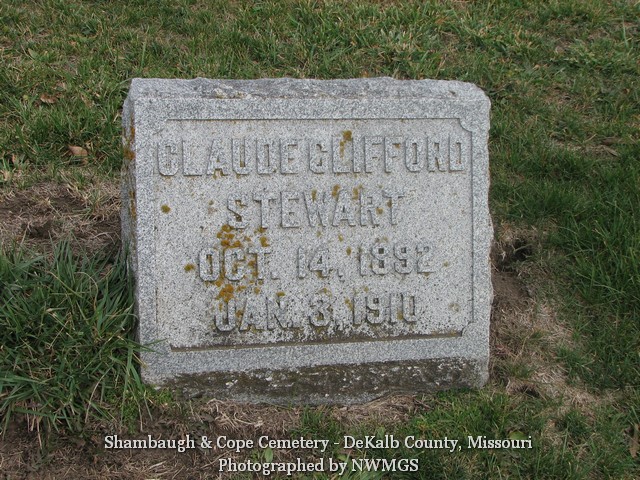 CLAUDE CLIFFORD
STEWART
OCT. 14, 1892
JAN. 3, 1910
Shambaugh & Cope Cemetery - DeKalb County, Missouri
Photographed by NWMGS